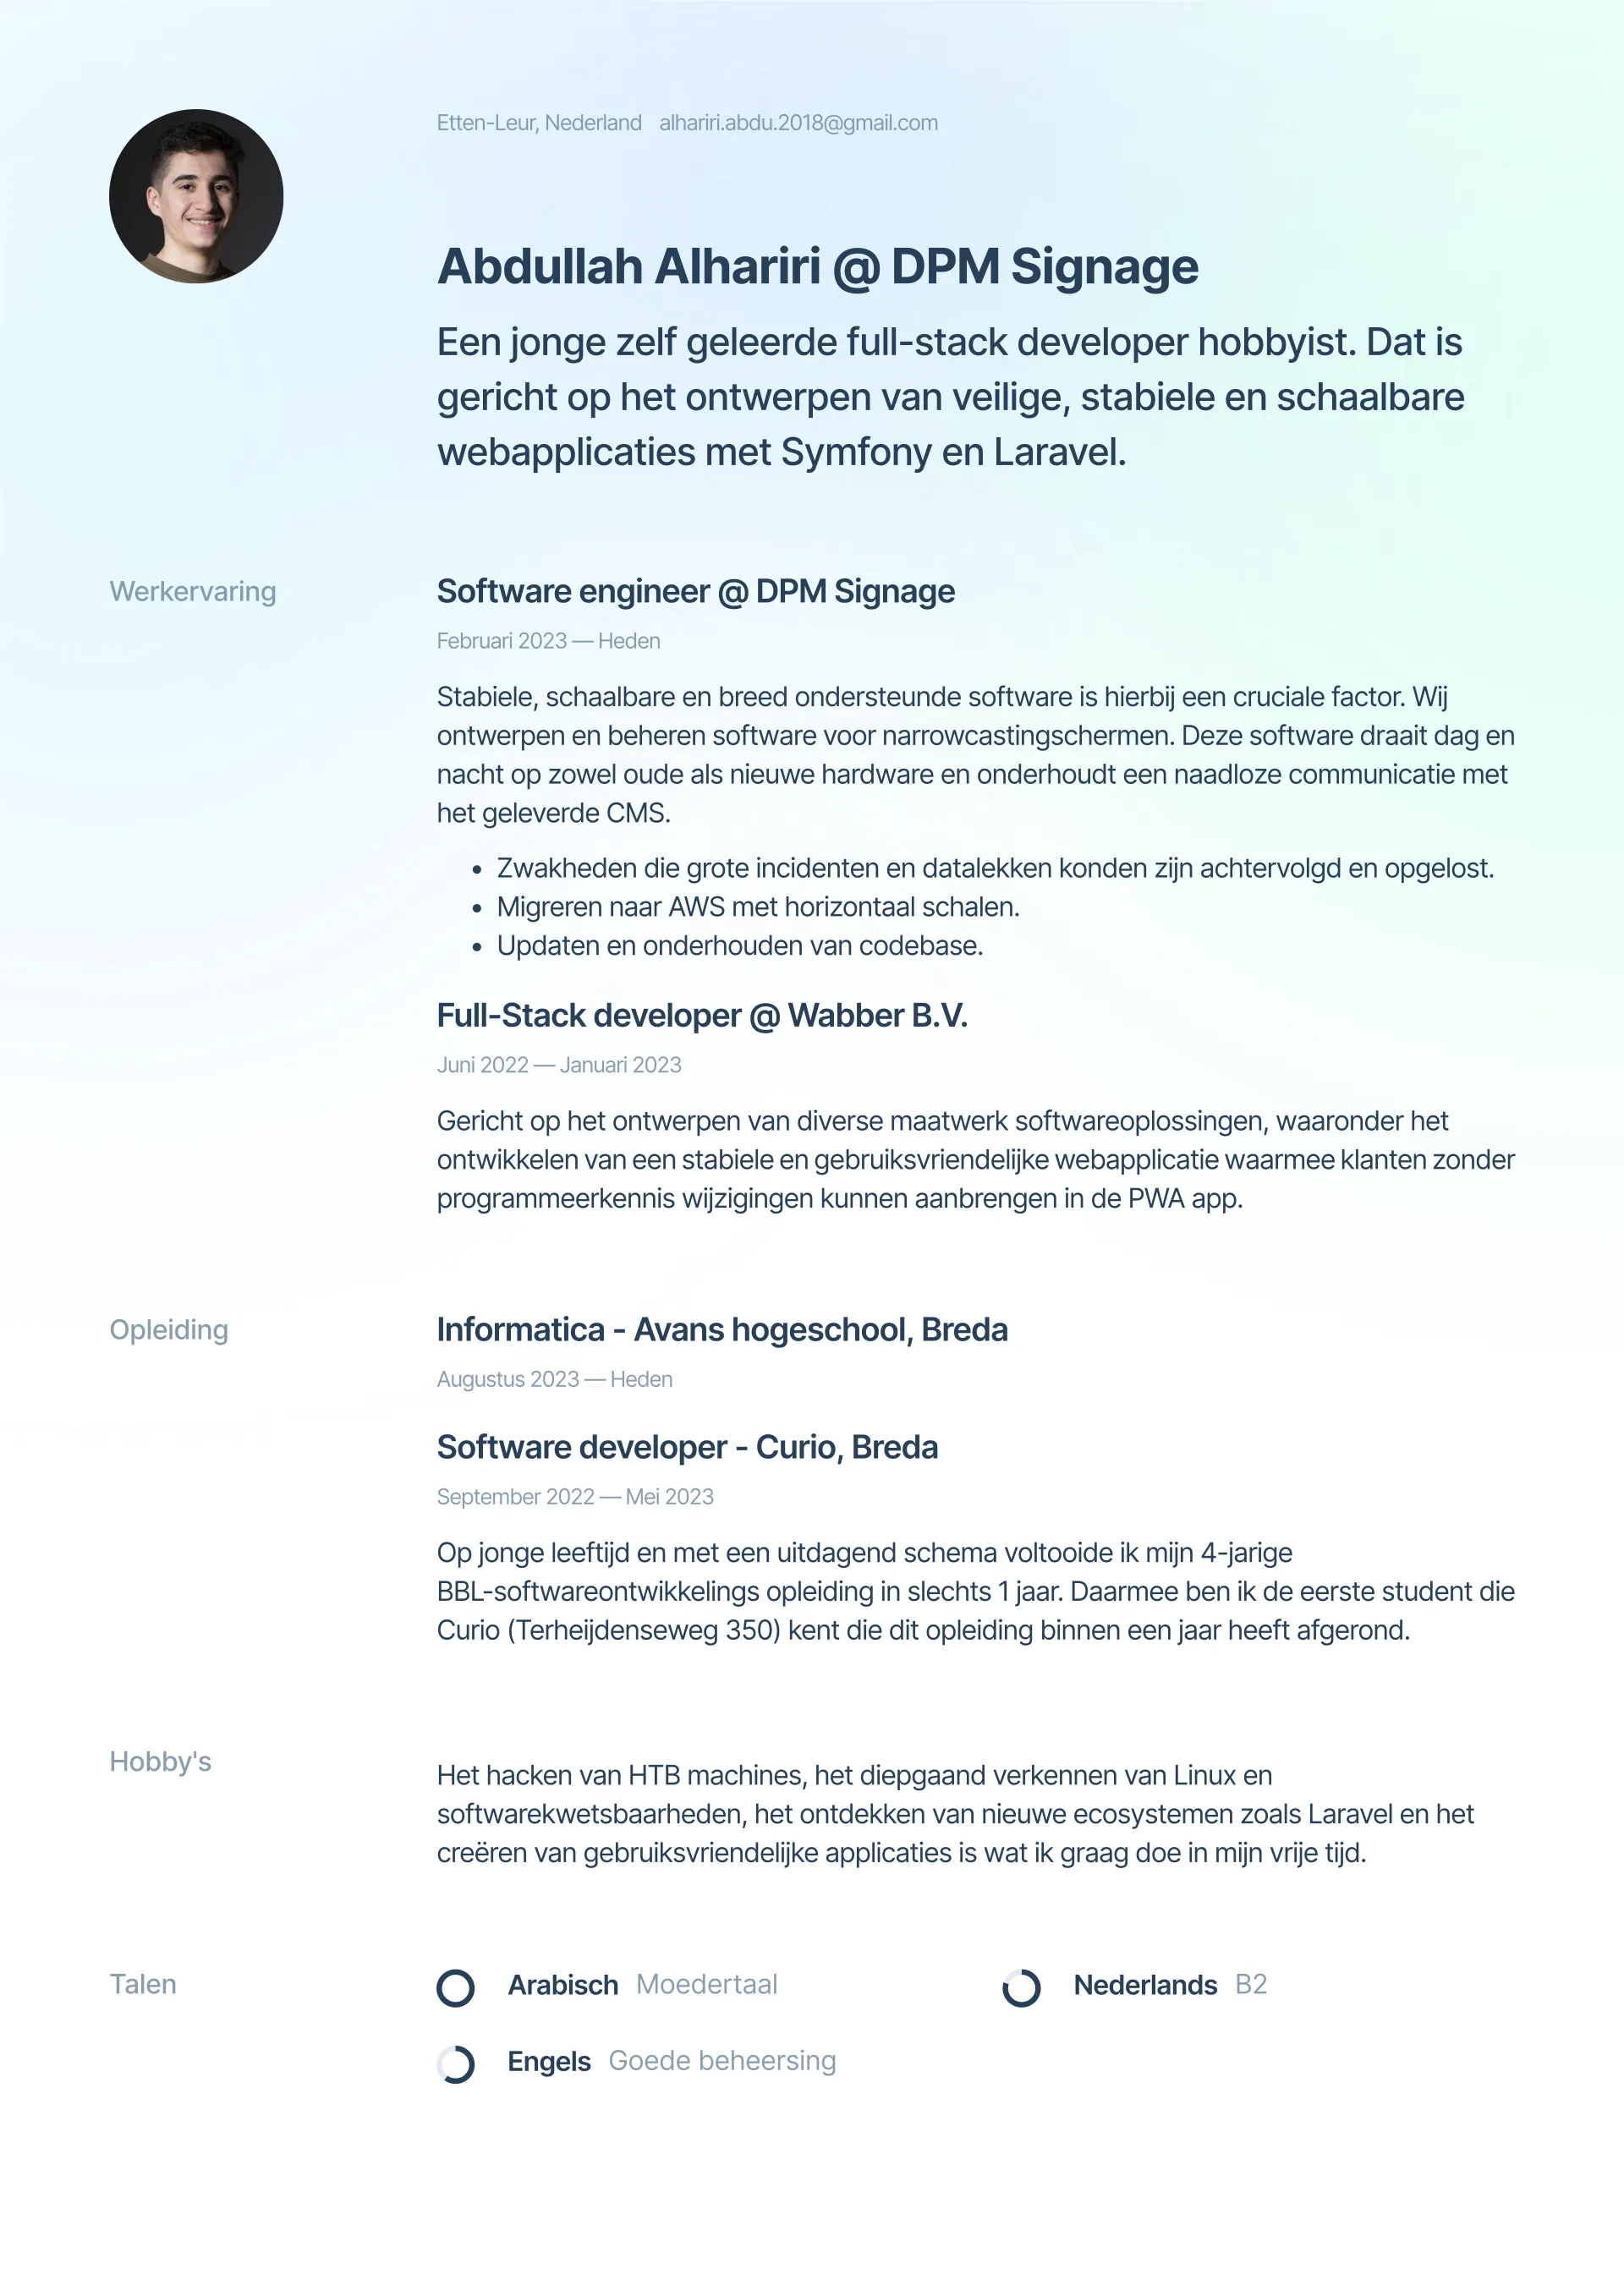 Etten-Leur, Nederland alhariri.abdu.2018@gmail.com
Abdullah Alhariri @ DPM Signage
Een jonge zelf geleerde full-stack developer hobbyist. Dat is
gericht op het ontwerpen van veilige, stabiele en schaalbare
webapplicaties met Symfony en Laravel.
Werkervaring
Software engineer @ DPM Signage
Februari 2023 — Heden
Stabiele, schaalbare en breed ondersteunde software is hierbij een cruciale factor. Wij
ontwerpen en beheren software voor narrowcastingschermen. Deze software draait dag en
nacht op zowel oude als nieuwe hardware en onderhoudt een naadloze communicatie met
het geleverde CMS.
• Zwakheden die grote incidenten en datalekken konden zijn achtervolgd en opgelost.
• Migreren naar AWS met horizontaal schalen.
• Updaten en onderhouden van codebase.
Full-Stack developer @ Wabber B.V.
Juni 2022 — Januari 2023
Gericht op het ontwerpen van diverse maatwerk softwareoplossingen, waaronder het
ontwikkelen van een stabiele en gebruiksvriendelijke webapplicatie waarmee klanten zonder
programmeerkennis wijzigingen kunnen aanbrengen in de PWA app.
Opleiding
Informatica - Avans hogeschool, Breda
Augustus 2023 — Heden
Software developer - Curio, Breda
September 2022 — Mei 2023
Op jonge leeftijd en met een uitdagend schema voltooide ik mijn 4-jarige
BBL-softwareontwikkelings opleiding in slechts 1 jaar. Daarmee ben ik de eerste student die
Curio (Terheijdenseweg 350) kent die dit opleiding binnen een jaar heeft afgerond.
Hobby's
Het hacken van HTB machines, het diepgaand verkennen van Linux en
softwarekwetsbaarheden, het ontdekken van nieuwe ecosystemen zoals Laravel en het
creëren van gebruiksvriendelijke applicaties is wat ik graag doe in mijn vrije tijd.
Talen
Arabisch Moedertaal
Nederlands B2
Engels Goede beheersing